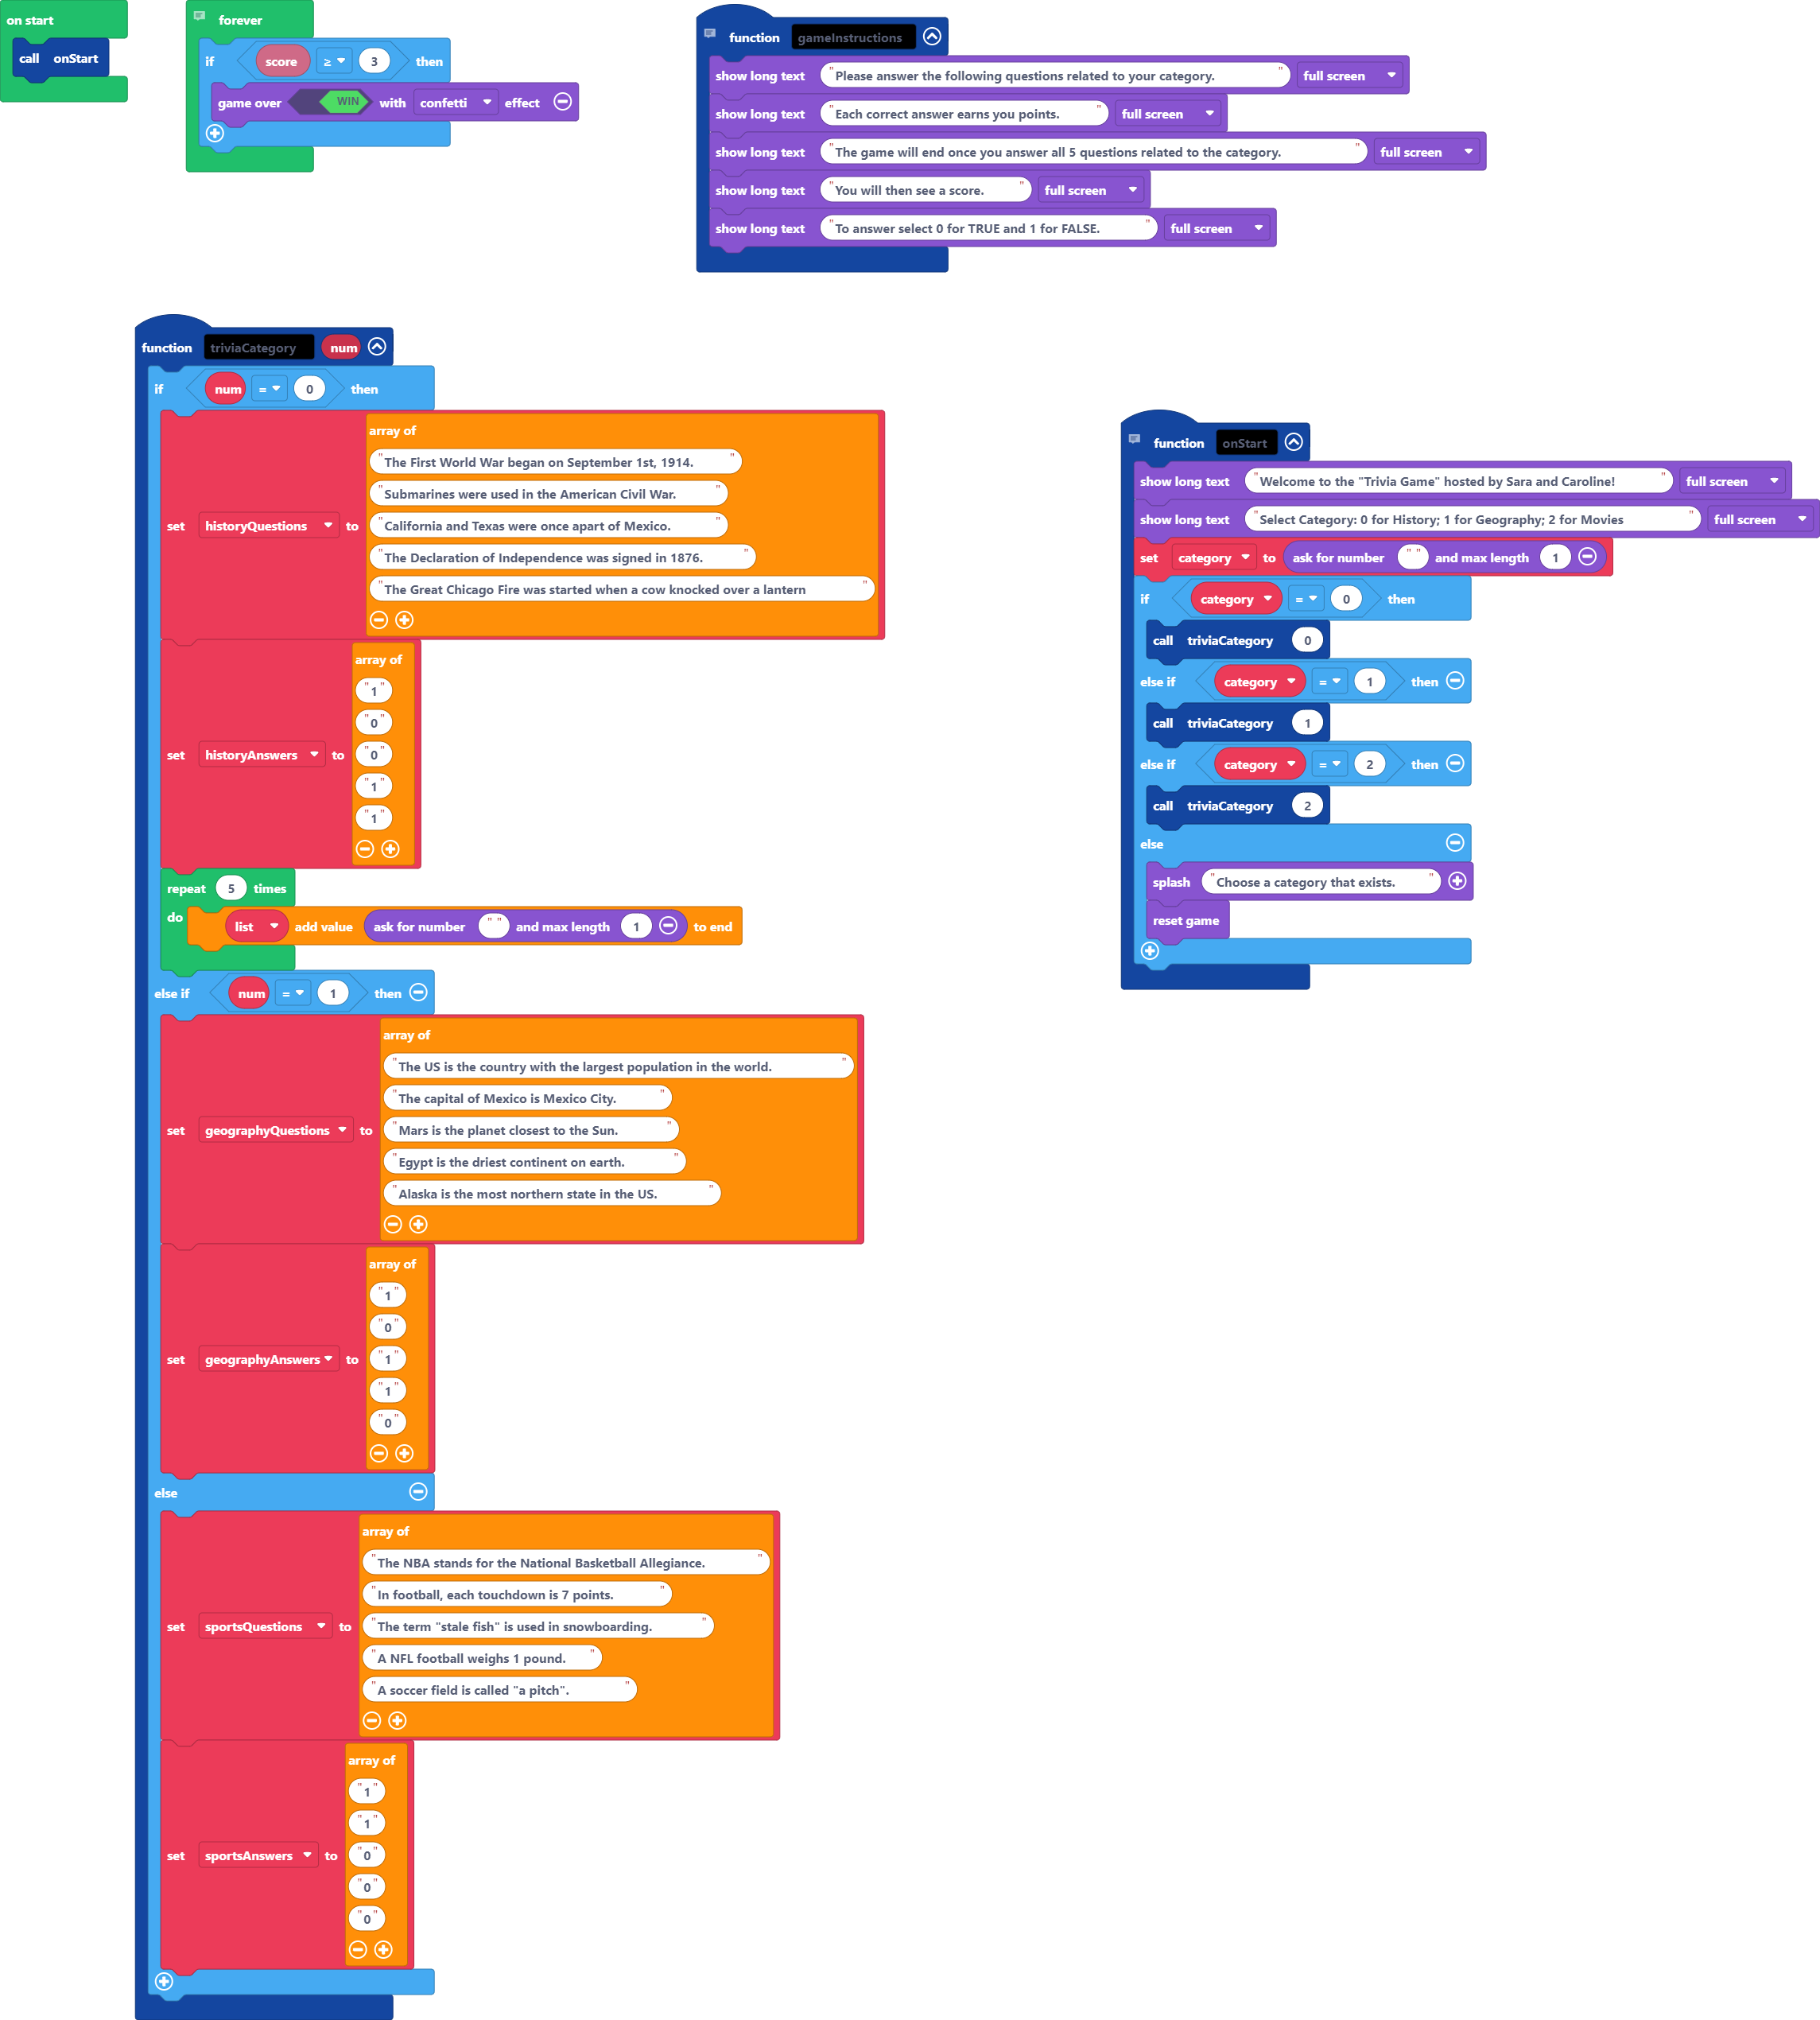 on start
call onStart
forever
if score ≥ 3 then
game over WIN with confetti effect
function gameInstructions
show long text "Please answer the following questions related to your category." full screen
show long text "Each correct answer earns you points." full screen
show long text "The game will end once you answer all 5 questions related to the category." full screen
show long text "You will then see a score." full screen
show long text "To answer select 0 for TRUE and 1 for FALSE." full screen
function triviaCategory num
if num = 0 then
set historyQuestions to
array of
"The First World War began on September 1st, 1914."
"Submarines were used in the American Civil War."
"California and Texas were once apart of Mexico."
"The Declaration of Independence was signed in 1876."
"The Great Chicago Fire was started when a cow knocked over a lantern"
set historyAnswers to
array of
"1"
"0"
"0"
"1"
"1"
repeat 5 times
do list add value ask for number "" and max length 1 to end
else if num = 1 then
set geographyQuestions to
array of
"The US is the country with the largest population in the world."
"The capital of Mexico is Mexico City."
"Mars is the planet closest to the Sun."
"Egypt is the driest continent on earth."
"Alaska is the most northern state in the US."
set geographyAnswers to
array of
"1"
"0"
"1"
"1"
"0"
else
set sportsQuestions to
array of
"The NBA stands for the National Basketball Allegiance."
"In football, each touchdown is 7 points."
"The term "stale fish" is used in snowboarding."
"A NFL football weighs 1 pound."
"A soccer field is called "a pitch"."
set sportsAnswers to
array of
"1"
"1"
"0"
"0"
"0"
function onStart
show long text "Welcome to the "Trivia Game" hosted by Sara and Caroline!" full screen
show long text "Select Category: 0 for History; 1 for Geography; 2 for Movies" full screen
set category to ask for number "" and max length 1
if category = 0 then
call triviaCategory 0
else if category = 1 then
call triviaCategory 1
else if category = 2 then
call triviaCategory 2
else
splash "Choose a category that exists."
reset game